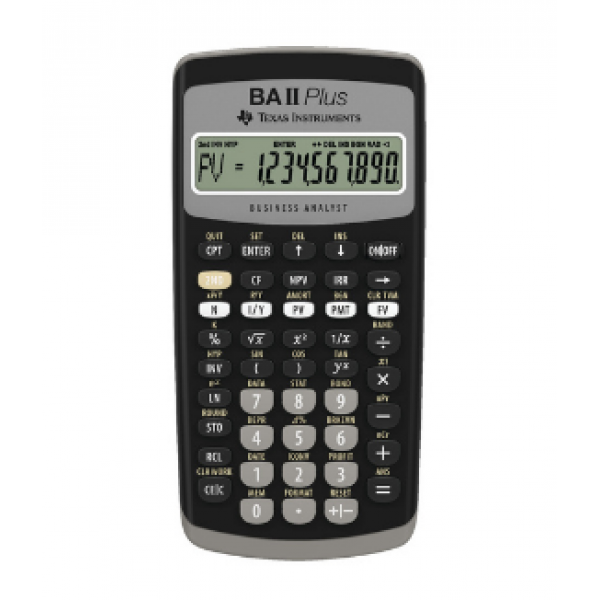 BA II Plus
TEXAS INSTRUMENTS
2nd INV HYP ENTER ↔ DEL INS BGN RAD
PV = 1,234,567,890.
BUSINESS ANALYST
QUIT SET DEL INS
CPT ENTER ↑ ↓ ON|OFF
2ND CF NPV IRR →
xP/Y P/Y AMORT BGN CLR TVM
N I/Y PV PMT FV
K RAND
% √x x² 1/x ÷
HYP SIN COS TAN x!
INV ( ) yˣ ×
eˣ DATA STAT BOND nPr
LN 7 8 9 −
ROUND DEPR Δ% BRKEVN nCr
STO 4 5 6 +
DATE ICONV PROFIT ANS
RCL 1 2 3 =
CLR WORK MEM FORMAT RESET
CE|C 0 . +|−